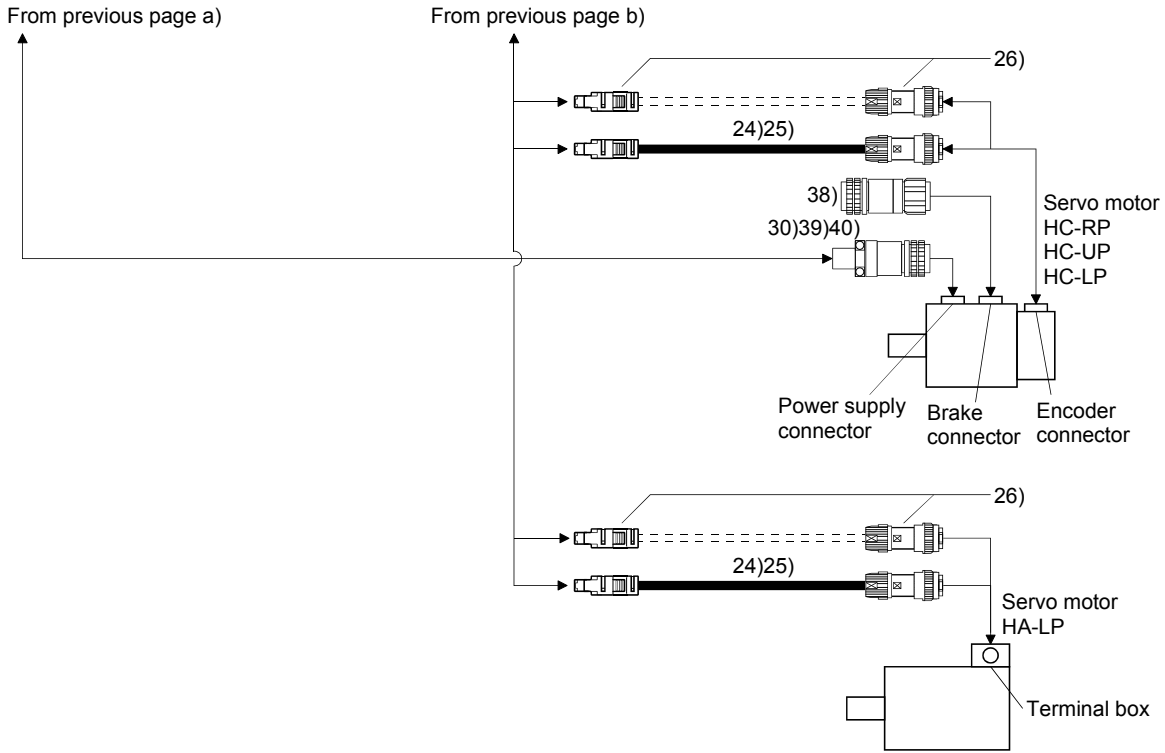 From previous page a)
From previous page b)
26)
24)25)
38)
30)39)40)
Servo motor
HC-RP
HC-UP
HC-LP
Power supply
connector
Brake
connector
Encoder
connector
26)
24)25)
Servo motor
HA-LP
Terminal box